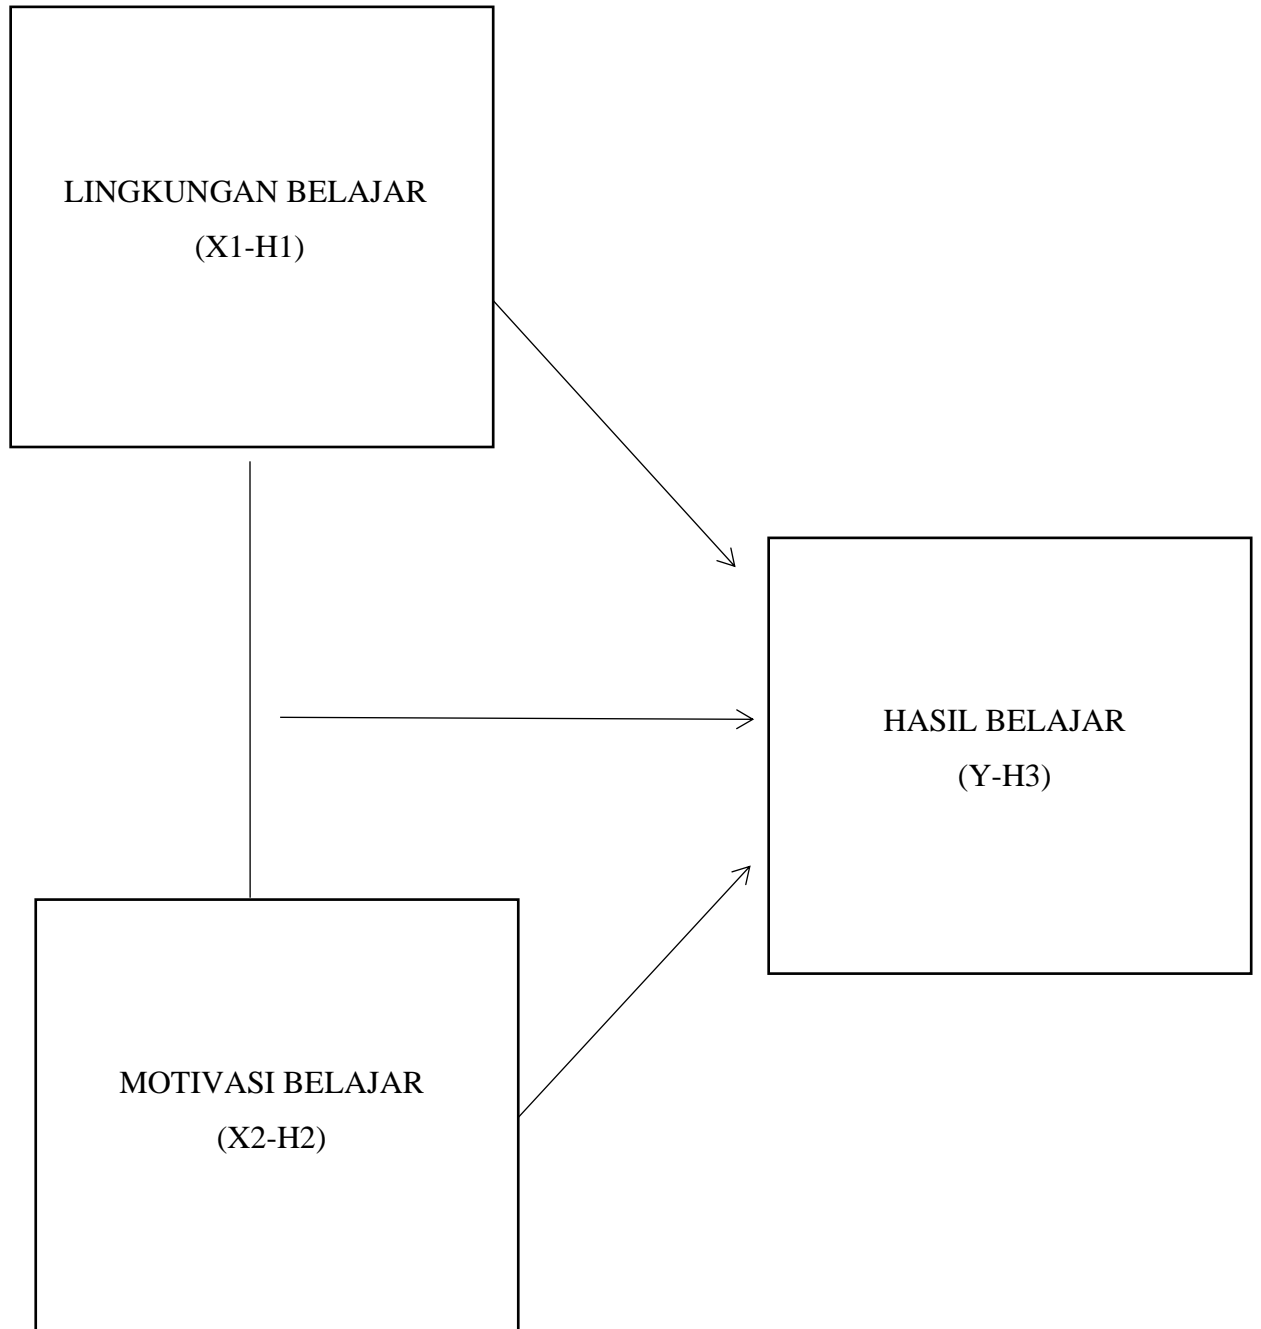 LINGKUNGAN BELAJAR
(X1-H1)
HASIL BELAJAR
(Y-H3)
MOTIVASI BELAJAR
(X2-H2)